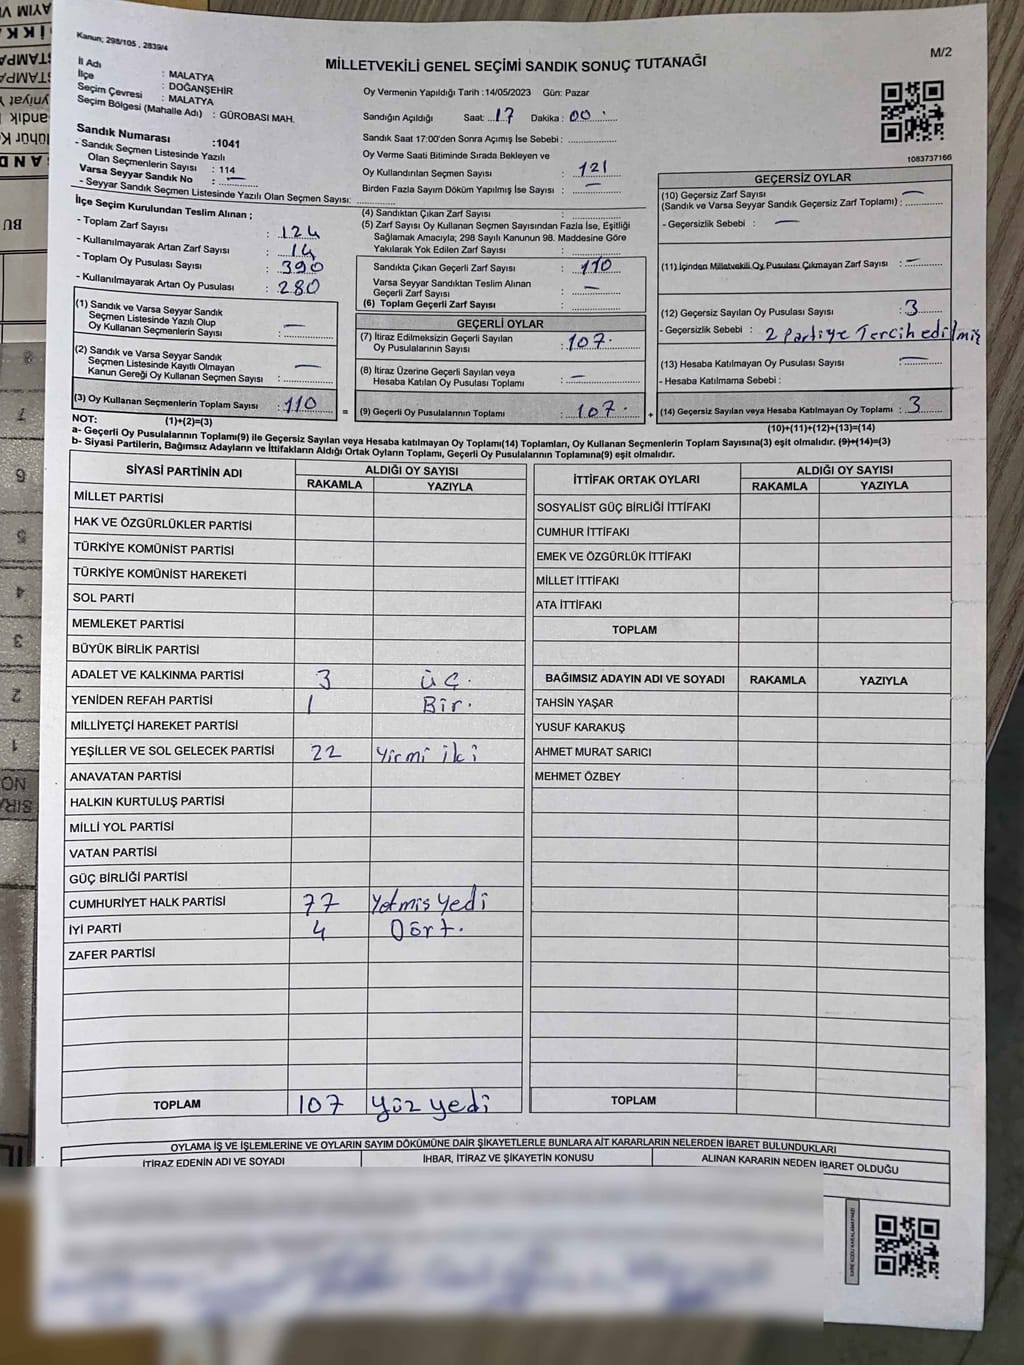 Kanun; 298/105 , 2839/4
M/2
MİLLETVEKİLİ GENEL SEÇİMİ SANDIK SONUÇ TUTANAĞI
İl Adı : MALATYA
İlçe : DOĞANŞEHİR
Seçim Çevresi : MALATYA
Seçim Bölgesi (Mahalle Adı) : GÜROBASI MAH.
Sandık Numarası :1041
- Sandık Seçmen Listesinde Yazılı
Olan Seçmenlerin Sayısı : 114
Varsa Seyyar Sandık No : —
- Seyyar Sandık Seçmen Listesinde Yazılı Olan Seçmen Sayısı:
İlçe Seçim Kurulundan Teslim Alınan ;
- Toplam Zarf Sayısı : 124
- Kullanılmayarak Artan Zarf Sayısı : 14
- Toplam Oy Pusulası Sayısı : 390
- Kullanılmayarak Artan Oy Pusulası : 280
(1) Sandık ve Varsa Seyyar Sandık
Seçmen Listesinde Yazılı Olup
Oy Kullanan Seçmenlerin Sayısı : —
(2) Sandık ve Varsa Seyyar Sandık
Seçmen Listesinde Kayıtlı Olmayan
Kanun Gereği Oy Kullanan Seçmen Sayısı : —
(3) Oy Kullanan Seçmenlerin Toplam Sayısı : 110
(1)+(2)=(3)
Oy Vermenin Yapıldığı Tarih :14/05/2023 Gün: Pazar
Sandığın Açıldığı Saat: 17 Dakika : 00
Sandık Saat 17:00'den Sonra Açımış İse Sebebi :
Oy Verme Saati Bitiminde Sırada Bekleyen ve
Oy Kullandırılan Seçmen Sayısı : 121
Birden Fazla Sayım Döküm Yapılmış İse Sayısı : —
(4) Sandıktan Çıkan Zarf Sayısı :
(5) Zarf Sayısı Oy Kullanan Seçmen Sayısından Fazla İse, Eşitliği
Sağlamak Amacıyla; 298 Sayılı Kanunun 98. Maddesine Göre
Yakılarak Yok Edilen Zarf Sayısı :
Sandıkta Çıkan Geçerli Zarf Sayısı : 110
Varsa Seyyar Sandıktan Teslim Alınan
Geçerli Zarf Sayısı : —
(6) Toplam Geçerli Zarf Sayısı :
GEÇERLİ OYLAR
(7) İtiraz Edilmeksizin Geçerli Sayılan
Oy Pusulalarının Sayısı : 107.
(8) İtiraz Üzerine Geçerli Sayılan veya
Hesaba Katılan Oy Pusulası Toplamı : —
= (9) Geçerli Oy Pusulalarının Toplamı : 107. +
1083737166
GEÇERSİZ OYLAR
(10) Geçersiz Zarf Sayısı
(Sandık ve Varsa Seyyar Sandık Geçersiz Zarf Toplamı) : —
- Geçersizlik Sebebi : —
(11) İçinden Milletvekili Oy Pusulası Çıkmayan Zarf Sayısı : —
(12) Geçersiz Sayılan Oy Pusulası Sayısı : 3
- Geçersizlik Sebebi : 2 Partiye Tercih edilmiş
(13) Hesaba Katılmayan Oy Pusulası Sayısı : —
- Hesaba Katılmama Sebebi :
(14) Geçersiz Sayılan veya Hesaba Katılmayan Oy Toplamı : 3
(10)+(11)+(12)+(13)=(14)
NOT:
a- Geçerli Oy Pusulalarının Toplamı(9) ile Geçersiz Sayılan veya Hesaba katılmayan Oy Toplamı(14) Toplamları, Oy Kullanan Seçmenlerin Toplam Sayısına(3) eşit olmalıdır. (9)+(14)=(3)
b- Siyasi Partilerin, Bağımsız Adayların ve İttifakların Aldığı Ortak Oyların Toplamı, Geçerli Oy Pusulalarının Toplamına(9) eşit olmalıdır.
SİYASİ PARTİNİN ADI ALDIĞI OY SAYISI
RAKAMLA YAZIYLA
MİLLET PARTİSİ
HAK VE ÖZGÜRLÜKLER PARTİSİ
TÜRKİYE KOMÜNİST PARTİSİ
TÜRKİYE KOMÜNİST HAREKETİ
SOL PARTİ
MEMLEKET PARTİSİ
BÜYÜK BİRLİK PARTİSİ
ADALET VE KALKINMA PARTİSİ 3 üç.
YENİDEN REFAH PARTİSİ 1 Bir.
MİLLİYETÇİ HAREKET PARTİSİ
YEŞİLLER VE SOL GELECEK PARTİSİ 22 Yirmi iki
ANAVATAN PARTİSİ
HALKIN KURTULUŞ PARTİSİ
MİLLİ YOL PARTİSİ
VATAN PARTİSİ
GÜÇ BİRLİĞİ PARTİSİ
CUMHURİYET HALK PARTİSİ 77 Yetmis yedi
İYİ PARTİ 4 Dört.
ZAFER PARTİSİ
TOPLAM 107 Yüz yedi
İTTİFAK ORTAK OYLARI ALDIĞI OY SAYISI
RAKAMLA YAZIYLA
SOSYALİST GÜÇ BİRLİĞİ İTTİFAKI
CUMHUR İTTİFAKI
EMEK VE ÖZGÜRLÜK İTTİFAKI
MİLLET İTTİFAKI
ATA İTTİFAKI
TOPLAM
BAĞIMSIZ ADAYIN ADI VE SOYADI RAKAMLA YAZIYLA
TAHSİN YAŞAR
YUSUF KARAKUŞ
AHMET MURAT SARICI
MEHMET ÖZBEY
TOPLAM
OYLAMA İŞ VE İŞLEMLERİNE VE OYLARIN SAYIM DÖKÜMÜNE DAİR ŞİKAYETLERLE BUNLARA AİT KARARLARIN NELERDEN İBARET BULUNDUKLARI
İTİRAZ EDENİN ADI VE SOYADI İHBAR, İTİRAZ VE ŞİKAYETİN KONUSU ALINAN KARARIN NEDEN İBARET OLDUĞU